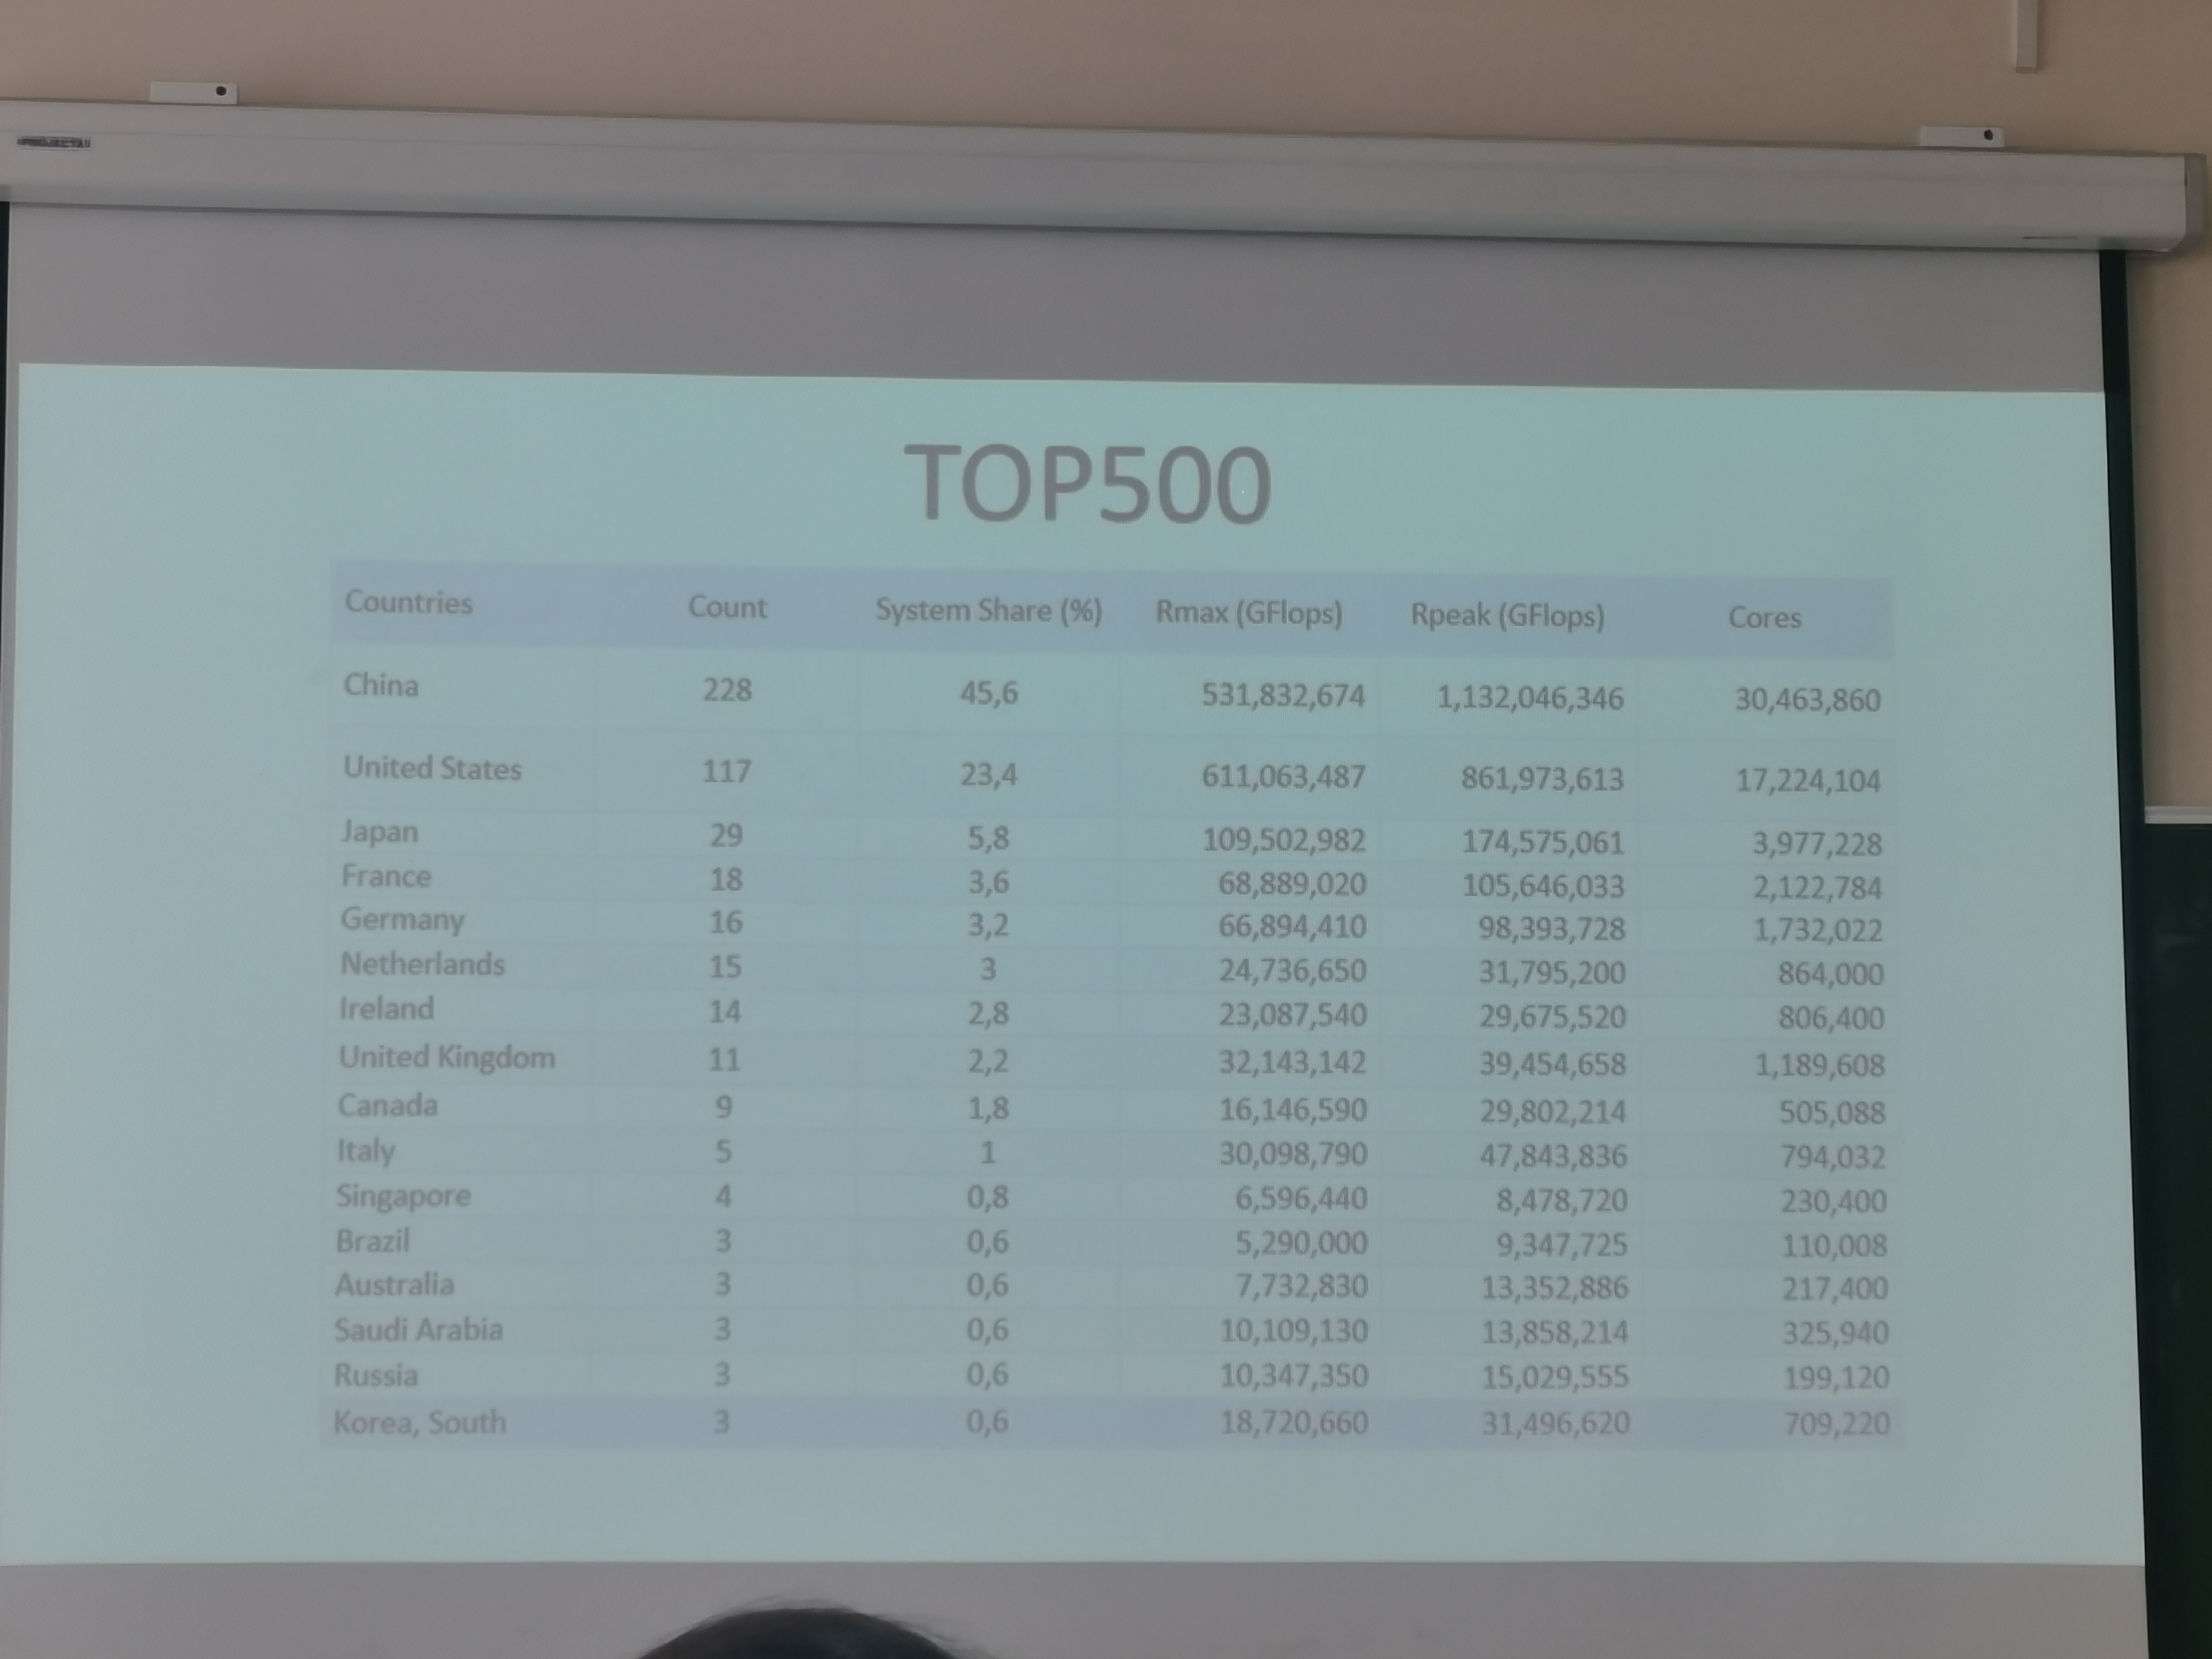 TOP500
Countries Count System Share (%) Rmax (GFlops) Rpeak (GFlops) Cores
China 228 45,6 531,832,674 1,132,046,346 30,463,860
United States 117 23,4 611,063,487 861,973,613 17,224,104
Japan 29 5,8 109,502,982 174,575,061 3,977,228
France 18 3,6 68,889,020 105,646,033 2,122,784
Germany 16 3,2 66,894,410 98,393,728 1,732,022
Netherlands 15 3 24,736,650 31,795,200 864,000
Ireland 14 2,8 23,087,540 29,675,520 806,400
United Kingdom 11 2,2 32,143,142 39,454,658 1,189,608
Canada 9 1,8 16,146,590 29,802,214 505,088
Italy 5 1 30,098,790 47,843,836 794,032
Singapore 4 0,8 6,596,440 8,478,720 230,400
Brazil 3 0,6 5,290,000 9,347,725 110,008
Australia 3 0,6 7,732,830 13,352,886 217,400
Saudi Arabia 3 0,6 10,109,130 13,858,214 325,940
Russia 3 0,6 10,347,350 15,029,555 199,120
Korea, South 3 0,6 18,720,660 31,496,620 709,220